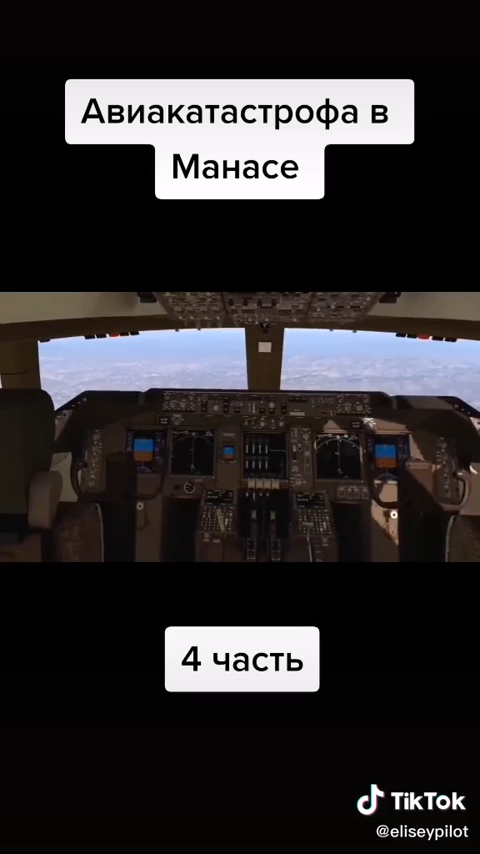 Авиакатастрофа в
Манасе
4 часть
TikTok
@eliseypilot